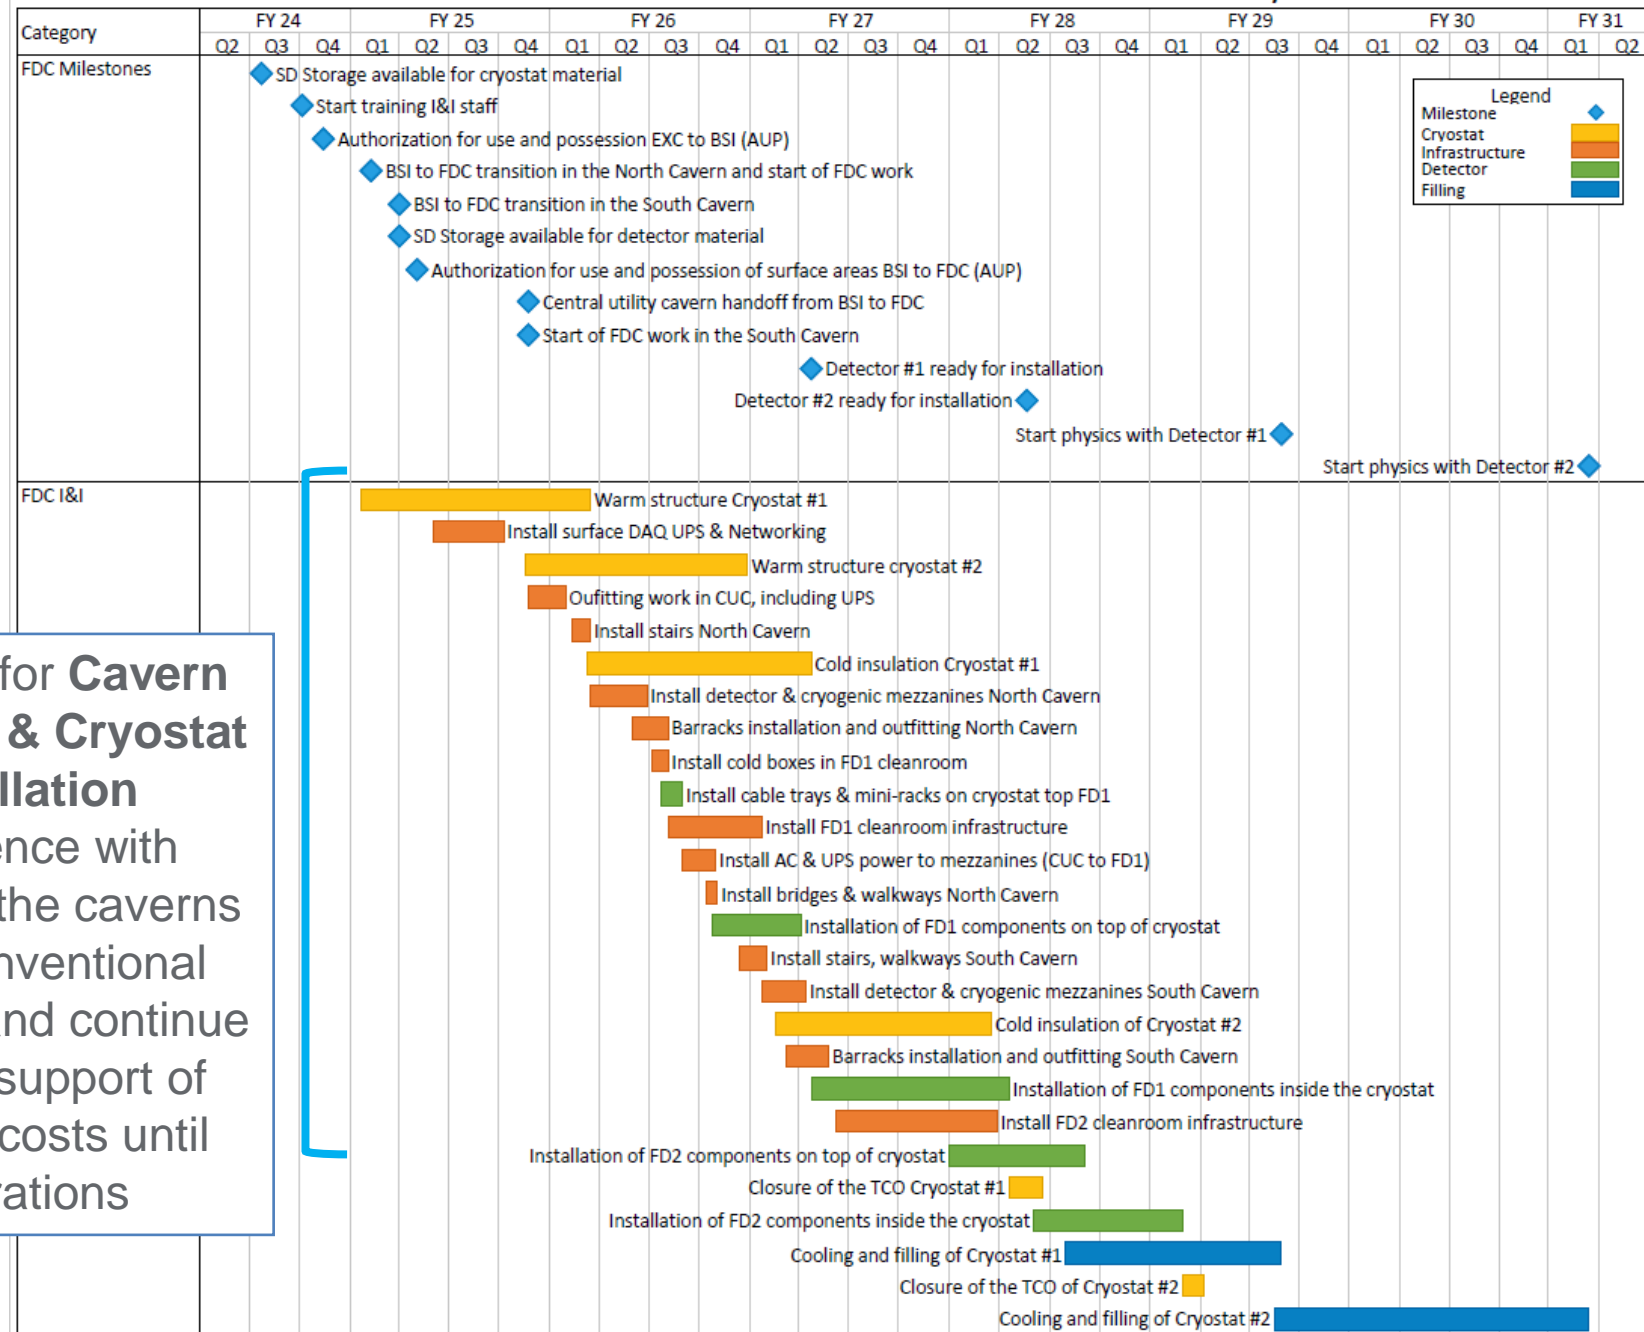 Category
FY 24 FY 25 FY 26 FY 27 FY 28 FY 29 FY 30 FY 31
Q2 Q3 Q4 Q1 Q2 Q3 Q4 Q1 Q2 Q3 Q4 Q1 Q2 Q3 Q4 Q1 Q2 Q3 Q4 Q1 Q2 Q3 Q4 Q1 Q2 Q3 Q4 Q1 Q2
FDC Milestones
SD Storage available for cryostat material
Start training I&I staff
Authorization for use and possession EXC to BSI (AUP)
BSI to FDC transition in the North Cavern and start of FDC work
BSI to FDC transition in the South Cavern
SD Storage available for detector material
Authorization for use and possession of surface areas BSI to FDC (AUP)
Central utility cavern handoff from BSI to FDC
Start of FDC work in the South Cavern
Detector #1 ready for installation
Detector #2 ready for installation
Start physics with Detector #1
Start physics with Detector #2
Legend
Milestone
Cryostat
Infrastructure
Detector
Filling
FDC I&I
Warm structure Cryostat #1
Install surface DAQ UPS & Networking
Warm structure cryostat #2
Oufitting work in CUC, including UPS
Install stairs North Cavern
Cold insulation Cryostat #1
Install detector & cryogenic mezzanines North Cavern
Barracks installation and outfitting North Cavern
Install cold boxes in FD1 cleanroom
Install cable trays & mini-racks on cryostat top FD1
Install FD1 cleanroom infrastructure
Install AC & UPS power to mezzanines (CUC to FD1)
Install bridges & walkways North Cavern
Installation of FD1 components on top of cryostat
Install stairs, walkways South Cavern
Install detector & cryogenic mezzanines South Cavern
Cold insulation of Cryostat #2
Barracks installation and outfitting South Cavern
Installation of FD1 components inside the cryostat
Install FD2 cleanroom infrastructure
Installation of FD2 components on top of cryostat
Closure of the TCO Cryostat #1
Installation of FD2 components inside the cryostat
Cooling and filling of Cryostat #1
Closure of the TCO of Cryostat #2
Cooling and filling of Cryostat #2
for Cavern
& Cryostat
llation
ence with
the caverns
nventional
and continue
support of
costs until
rations